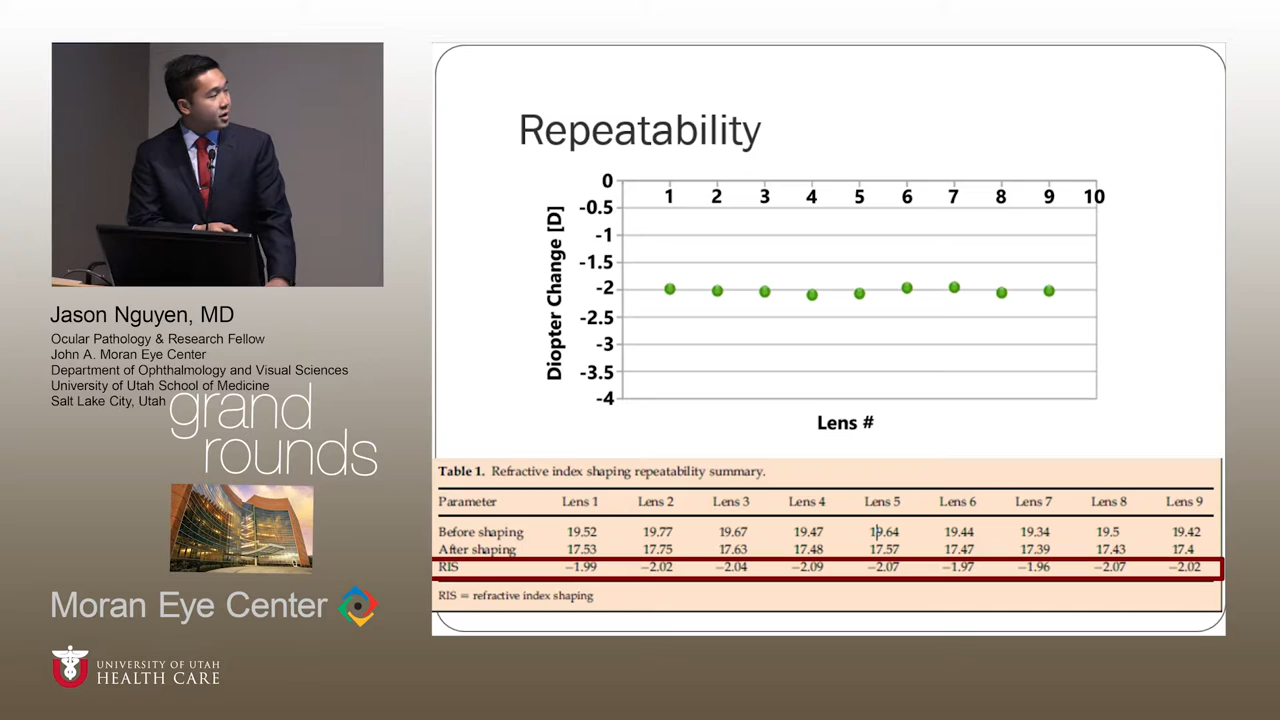 Repeatability
0
1 2 3 4 5 6 7 8 9 10
-0.5
-1
-1.5
-2
-2.5
-3
-3.5
-4
Diopter Change [D]
Lens #
Table 1. Refractive index shaping repeatability summary.
Parameter Lens 1 Lens 2 Lens 3 Lens 4 Lens 5 Lens 6 Lens 7 Lens 8 Lens 9
Before shaping 19.52 19.77 19.67 19.47 19.64 19.44 19.34 19.5 19.42
After shaping 17.53 17.75 17.63 17.48 17.57 17.47 17.39 17.43 17.4
RIS −1.99 −2.02 −2.04 −2.09 −2.07 −1.97 −1.96 −2.07 −2.02
RIS = refractive index shaping
Jason Nguyen, MD
Ocular Pathology & Research Fellow
John A. Moran Eye Center
Department of Ophthalmology and Visual Sciences
University of Utah School of Medicine
Salt Lake City, Utah
grand
rounds
Moran Eye Center
UNIVERSITY OF UTAH
HEALTH CARE